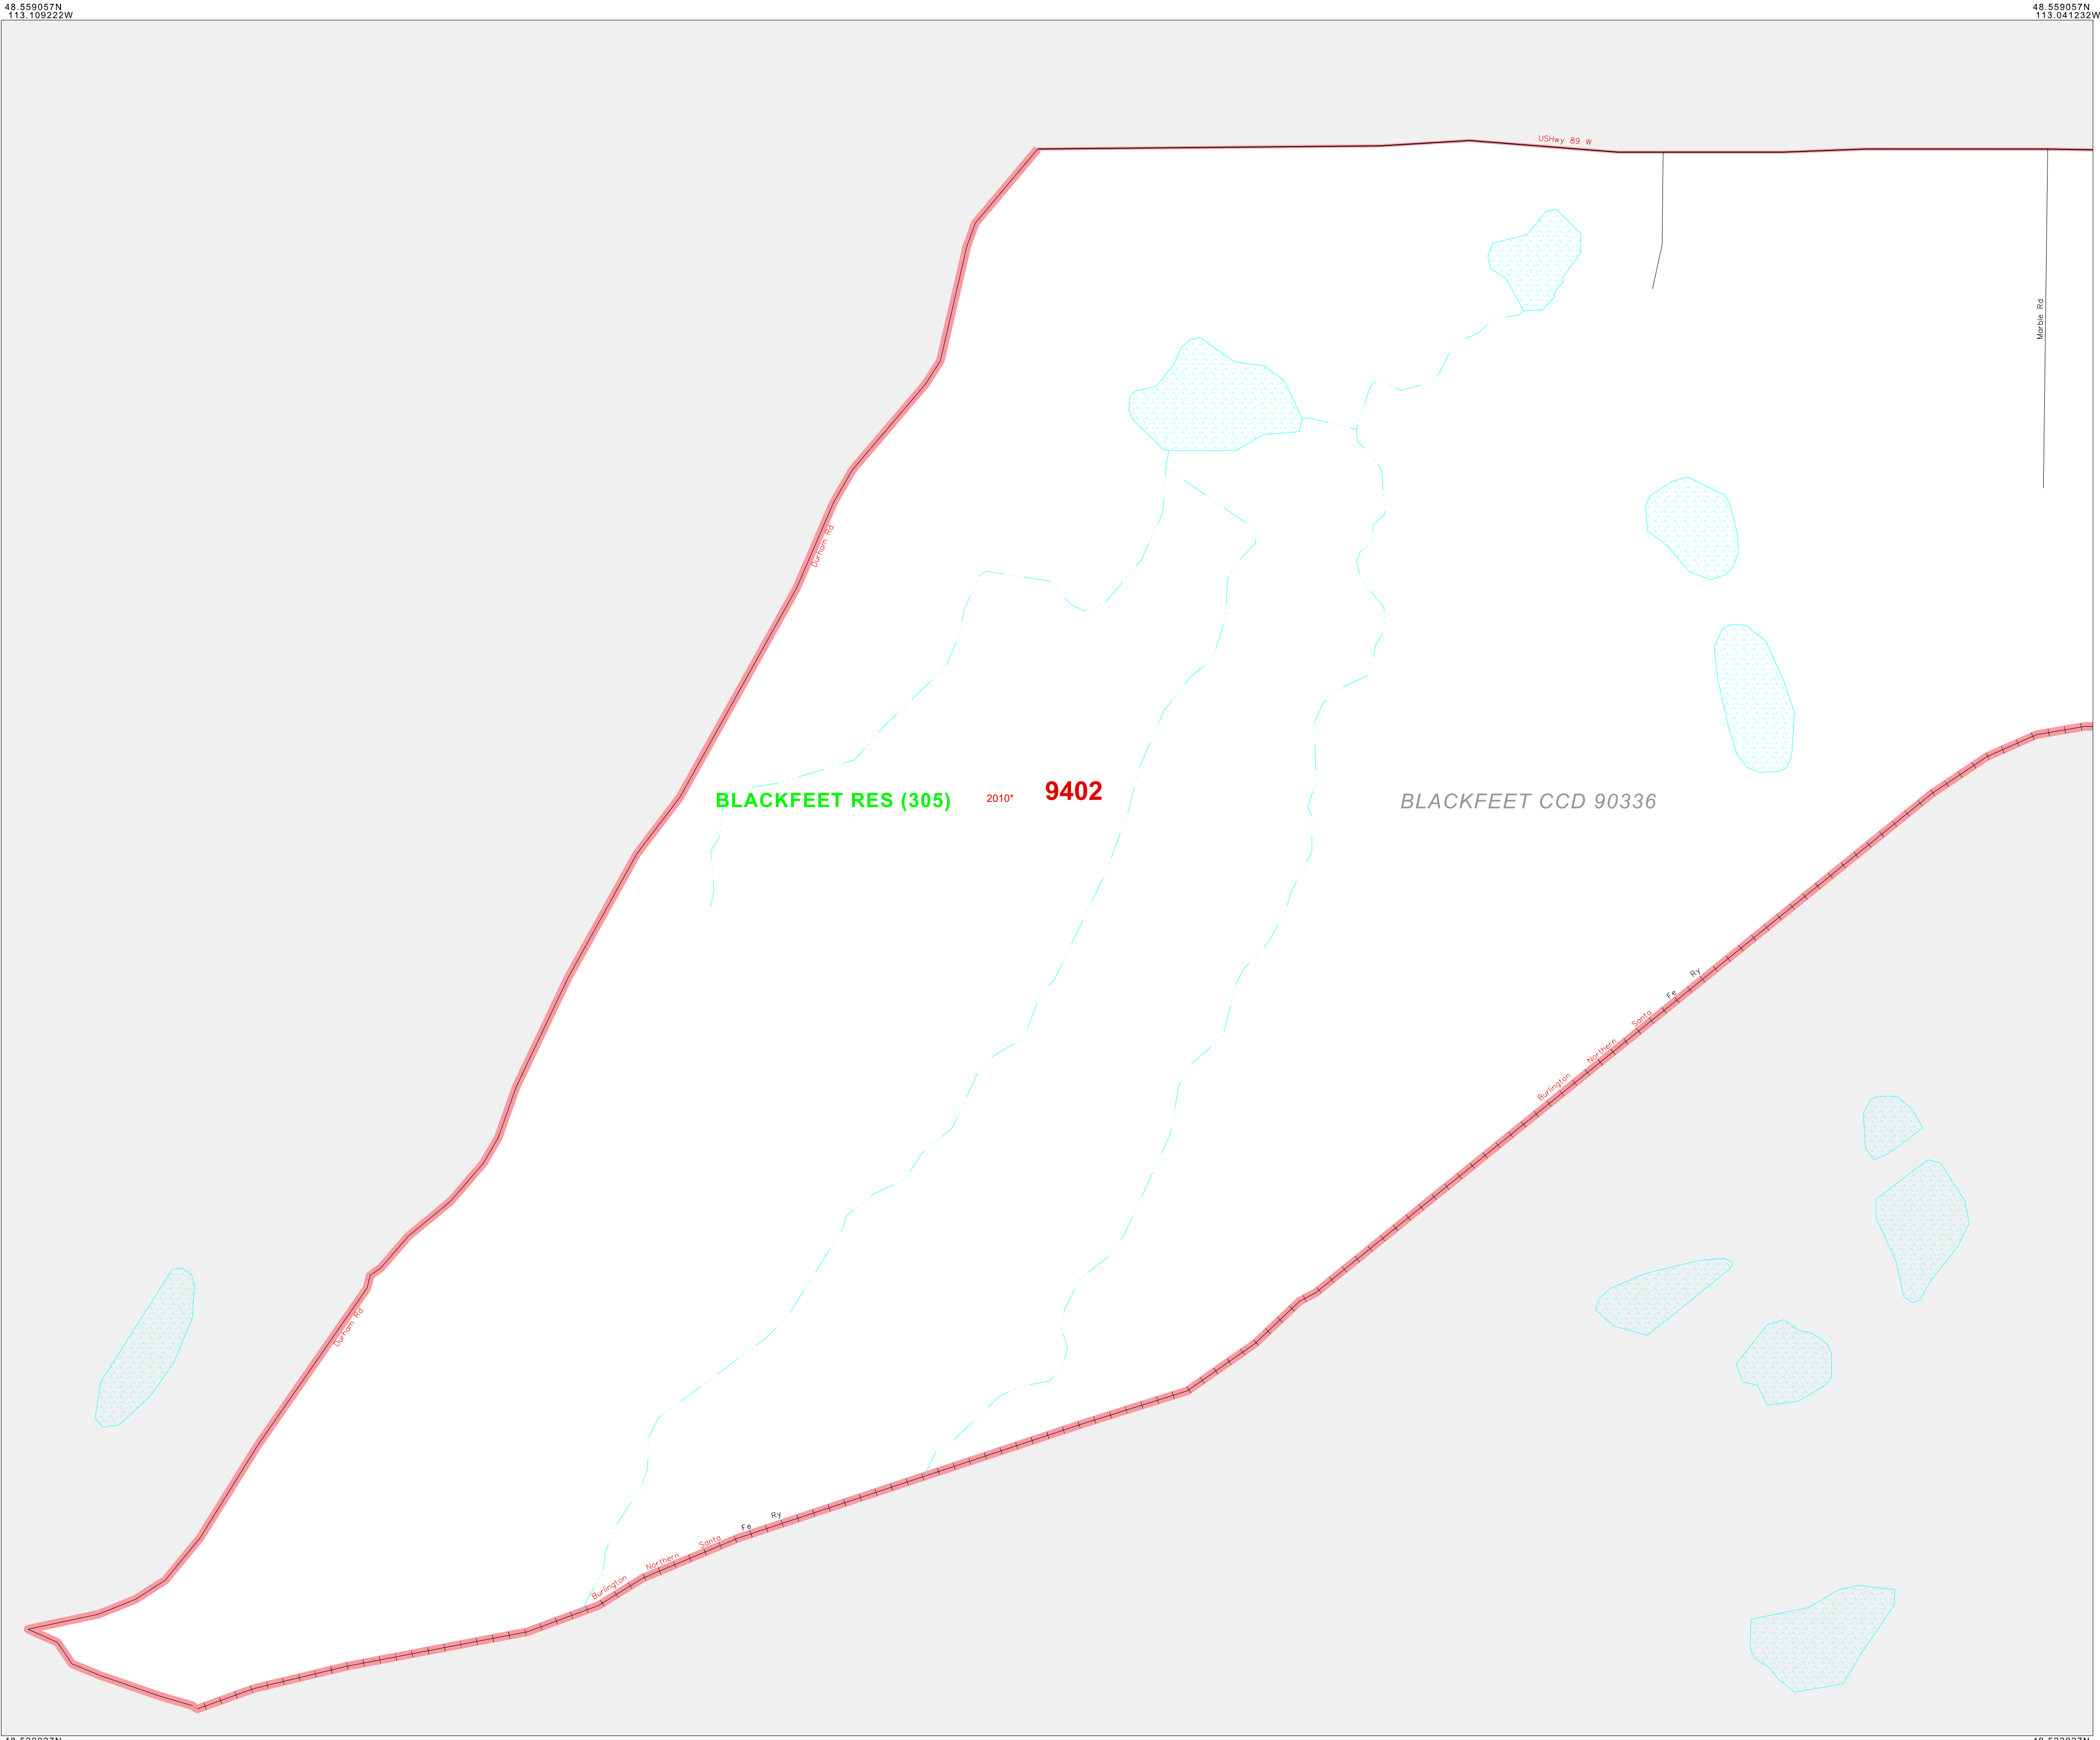 48.559057N
113.109222W
48.559057N
113.041232W
USHwy 89 W
Marble Rd
Durham Rd
BLACKFEET RES (305)
2010*
9402
BLACKFEET CCD 90336
Burlington Northern Santa Fe Ry
Durham Rd
Burlington Northern Santa Fe Ry